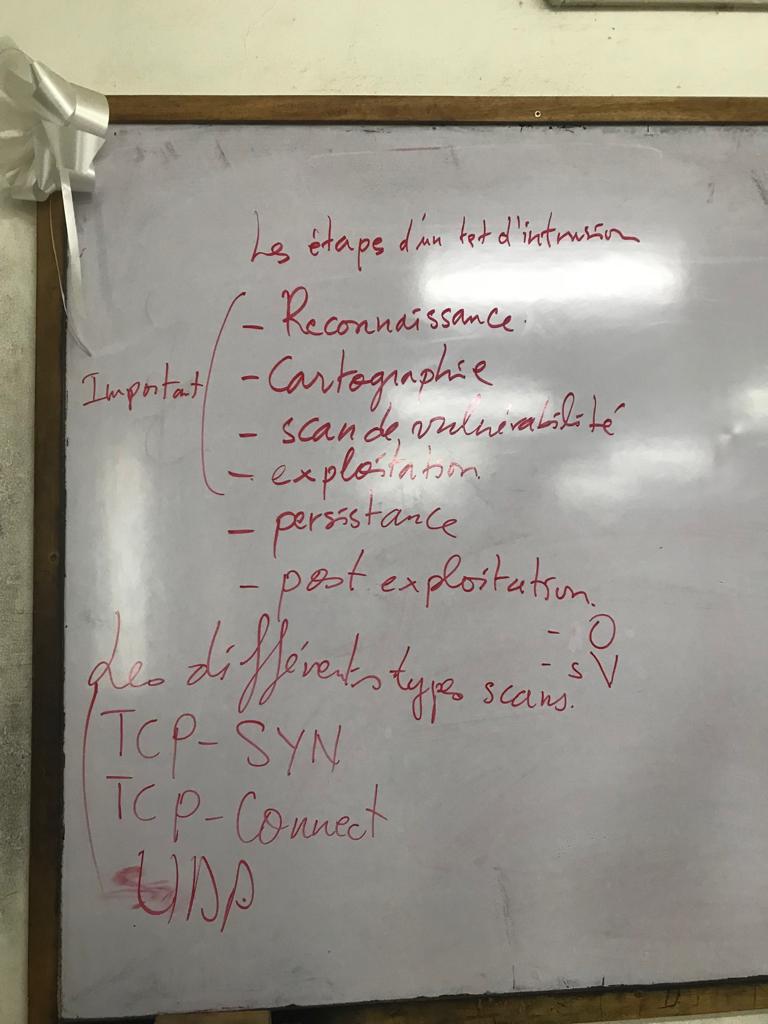 Les étaps d'un test d'intrusion
- Reconnaissance.
Important - Cartographie
- scan de vulnérabilité
- exploitation.
- persistance
- post exploitation.
- O
- sV
Les différents types scans.
TCP-SYN
TCP-Connect
UDP